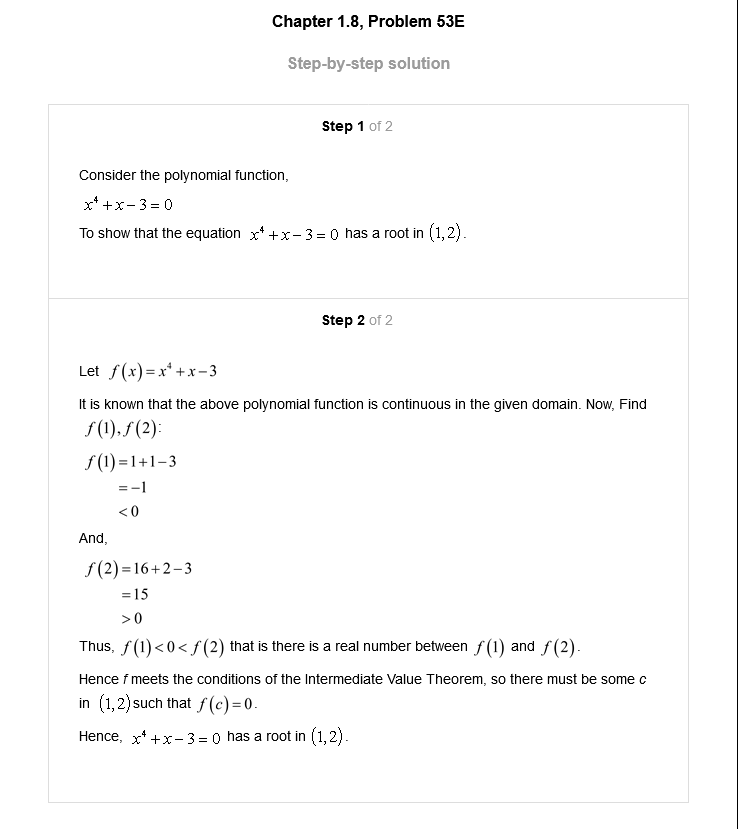 Chapter 1.8, Problem 53E
Step-by-step solution
Step 1 of 2
Consider the polynomial function,
x⁴ + x − 3 = 0
To show that the equation x⁴ + x − 3 = 0 has a root in (1, 2).
Step 2 of 2
Let f(x) = x⁴ + x − 3
It is known that the above polynomial function is continuous in the given domain. Now, Find
f(1), f(2):
f(1) = 1 + 1 − 3
= −1
< 0
And,
f(2) = 16 + 2 − 3
= 15
> 0
Thus, f(1) < 0 < f(2) that is there is a real number between f(1) and f(2).
Hence f meets the conditions of the Intermediate Value Theorem, so there must be some c
in (1, 2) such that f(c) = 0.
Hence, x⁴ + x − 3 = 0 has a root in (1, 2).